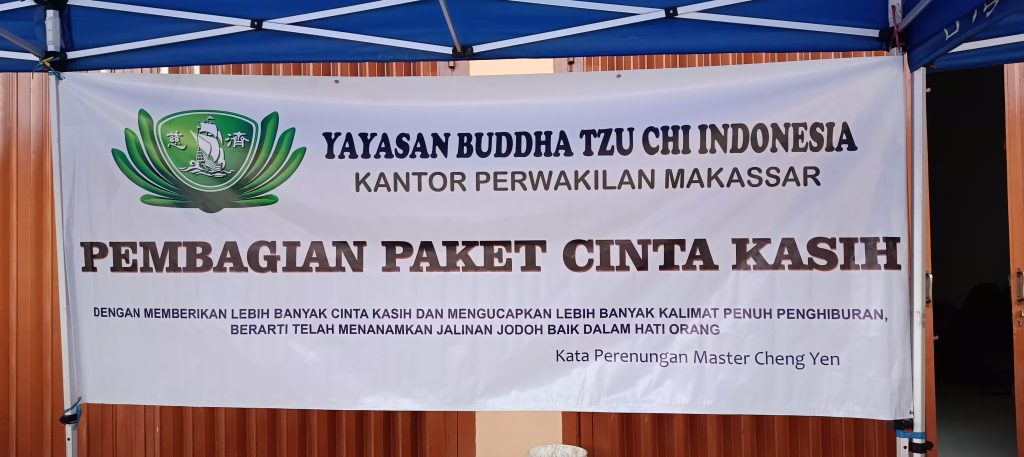 慈 濟
YAYASAN BUDDHA TZU CHI INDONESIA
KANTOR PERWAKILAN MAKASSAR
PEMBAGIAN PAKET CINTA KASIH
DENGAN MEMBERIKAN LEBIH BANYAK CINTA KASIH DAN MENGUCAPKAN LEBIH BANYAK KALIMAT PENUH PENGHIBURAN,
BERARTI TELAH MENANAMKAN JALINAN JODOH BAIK DALAM HATI ORANG
Kata Perenungan Master Cheng Yen